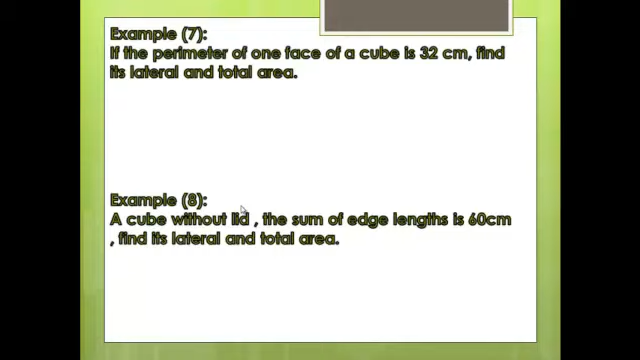 Example (7):
If the perimeter of one face of a cube is 32 cm, find
its lateral and total area.
Example (8):
A cube without lid , the sum of edge lengths is 60cm
, find its lateral and total area.